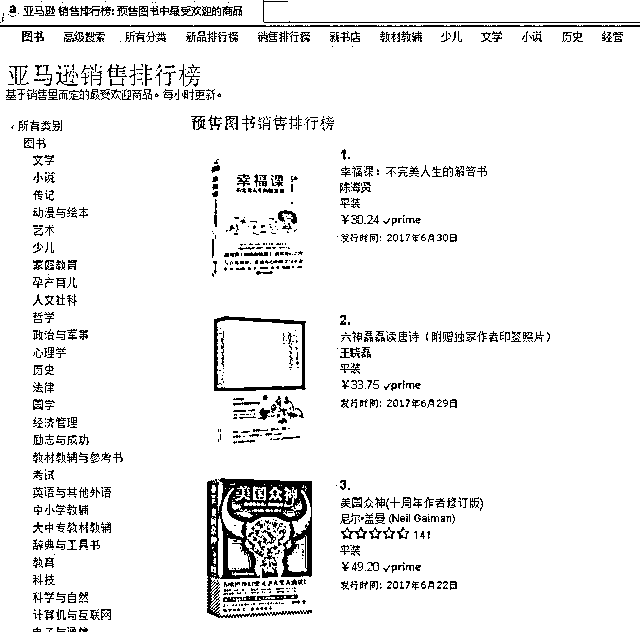 亚马逊 销售排行榜: 预售图书中最受欢迎的商品
图书 高级搜索 所有分类 新品排行榜 销售排行榜 新书店 教材教辅 少儿 文学 小说 历史 经管
亚马逊销售排行榜
基于销售量而定的最受欢迎商品。每小时更新。
‹ 所有类别
图书
文学
小说
传记
动漫与绘本
艺术
少儿
家庭教育
孕产育儿
人文社科
哲学
政治与军事
心理学
历史
法律
国学
经济管理
励志与成功
教材教辅与参考书
考试
英语与其他外语
中小学教辅
大中专教材教辅
辞典与工具书
教育
科技
科学与自然
计算机与互联网
电子与通信
预售图书销售排行榜
1.
幸福课：不完美人生的解答书
陈海贤
平装
￥30.24 prime
发行时间: 2017年6月30日
幸福课
2.
六神磊磊读唐诗（附赠独家作者印签照片）
王晓磊
平装
￥33.75 prime
发行时间: 2017年6月29日
3.
美国众神(十周年作者修订版)
尼尔•盖曼 (Neil Gaiman)
141
平装
￥49.20 prime
发行时间: 2017年6月22日
美国众神